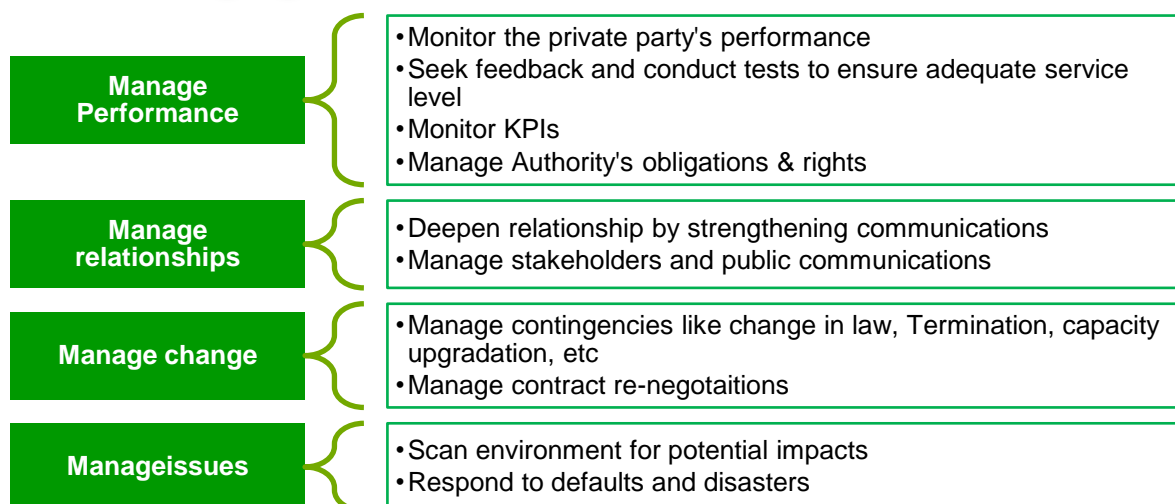 Manage
Performance
•Monitor the private party's performance
•Seek feedback and conduct tests to ensure adequate service
level
•Monitor KPIs
•Manage Authority's obligations & rights
Manage
relationships
•Deepen relationship by strengthening communications
•Manage stakeholders and public communications
Manage change
•Manage contingencies like change in law, Termination, capacity
upgradation, etc
•Manage contract re-negotaitions
Manageissues
•Scan environment for potential impacts
•Respond to defaults and disasters